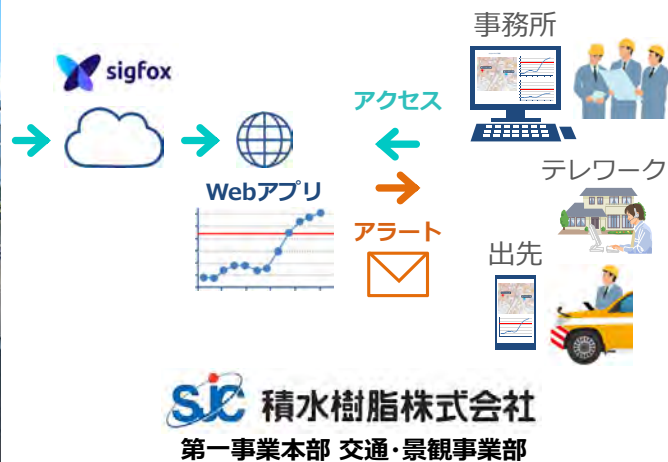 sigfox
Webアプリ
アクセス
アラート
事務所
テレワーク
出先
SJC 積水樹脂株式会社
第一事業本部 交通・景観事業部